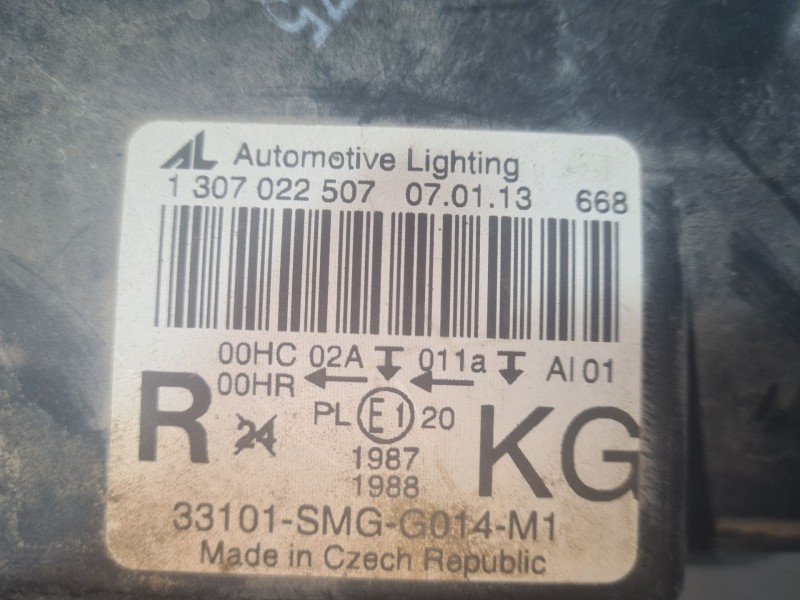 AL Automotive Lighting
1 307 022 507 07.01.13 668
00HC 02A 011a AI 01
00HR
R 24 PL E1 20 KG
1987
1988
33101-SMG-G014-M1
Made in Czech Republic